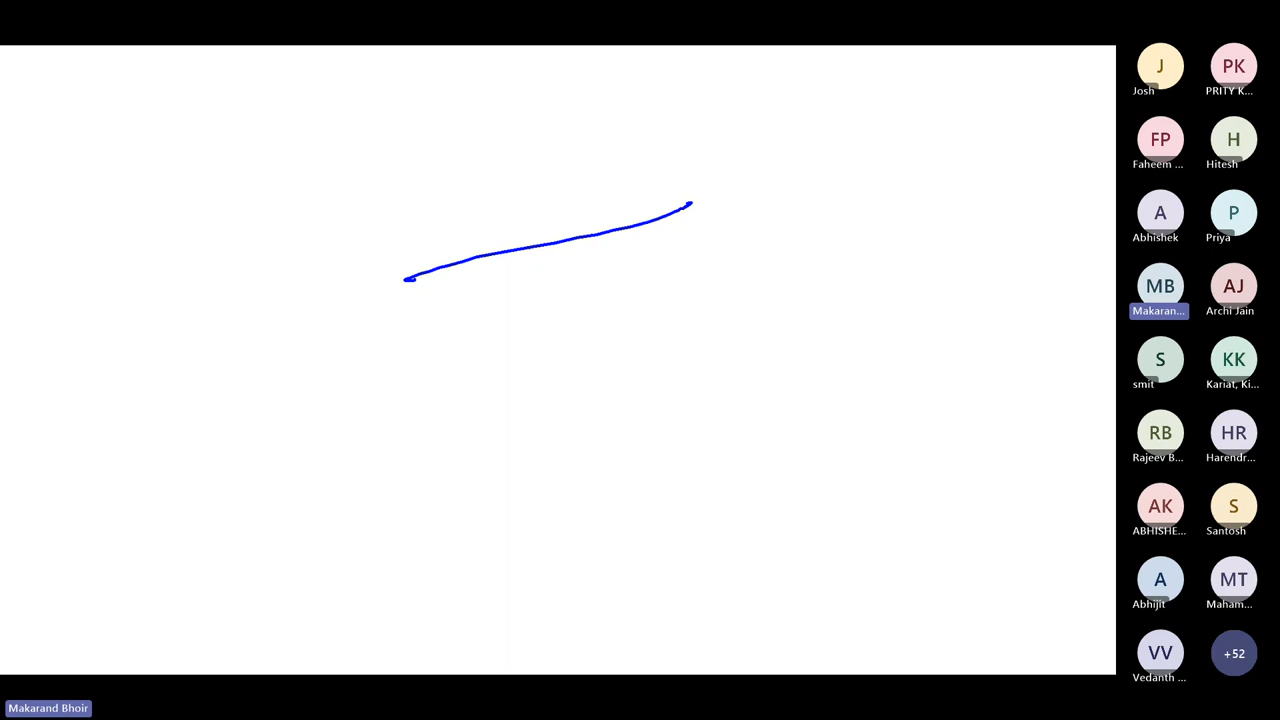 J
PK
Josh
PRITY K...
FP
H
Faheem ...
Hitesh
A
P
Abhishek
Priya
MB
AJ
Makaran...
Archi Jain
S
KK
smit
Kariat, Ki...
RB
HR
Rajeev B...
Harendr...
AK
S
ABHISHE...
Santosh
A
MT
Abhijit
Maham...
VV
+52
Vedanth ...
Makarand Bhoir